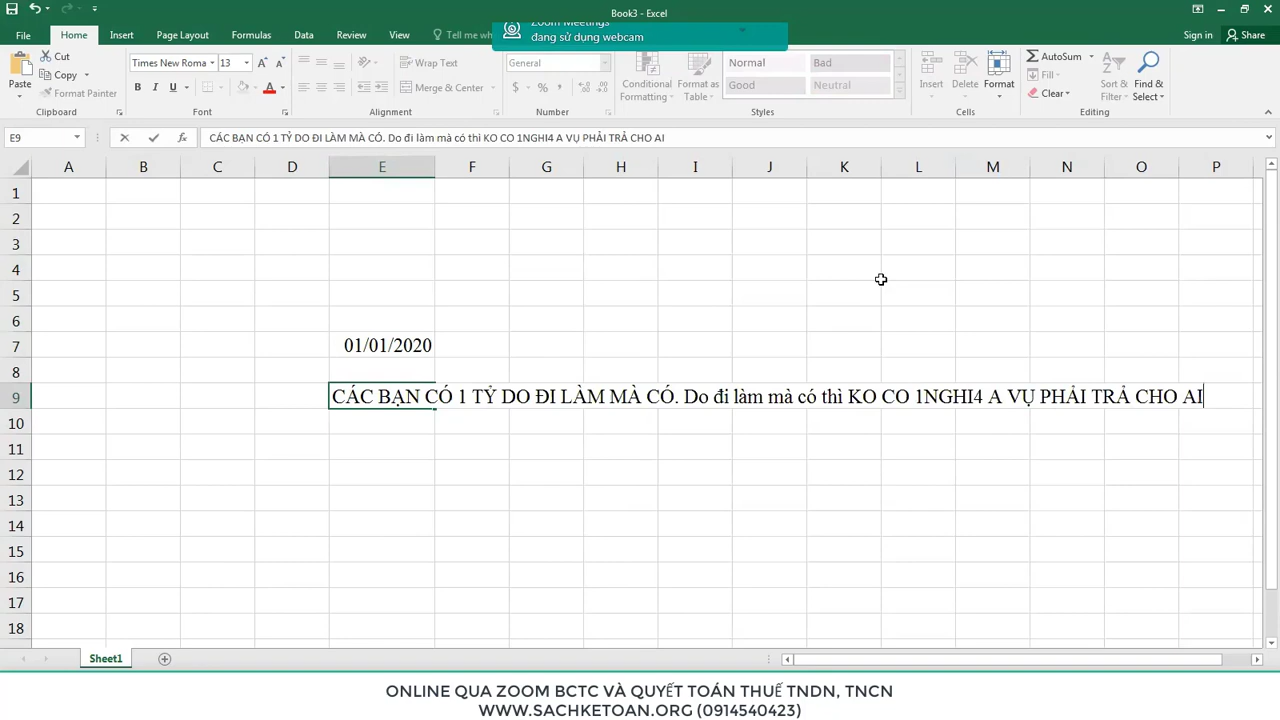 Book3 - Excel
Zoom Meetings
đang sử dụng webcam
File Home Insert Page Layout Formulas Data Review View Tell me Sign in Share
Paste
Cut
Copy
Format Painter
Clipboard
Times New Roma 13
B I U
Font
Wrap Text
Merge & Center
Alignment
General
$ % ,
Number
Conditional Formatting
Format as Table
Normal Bad
Good Neutral
Styles
Insert Delete Format
Cells
AutoSum
Fill
Clear
Sort & Filter
Find & Select
Editing
E9 fx CÁC BẠN CÓ 1 TỶ DO ĐI LÀM MÀ CÓ. Do đi làm mà có thì KO CO 1NGHI4 A VỤ PHẢI TRẢ CHO AI
A B C D E F G H I J K L M N O P
1
2
3
4
5
6
7 01/01/2020
8
9 CÁC BẠN CÓ 1 TỶ DO ĐI LÀM MÀ CÓ. Do đi làm mà có thì KO CO 1NGHI4 A VỤ PHẢI TRẢ CHO AI
10
11
12
13
14
15
16
17
18
Sheet1
ONLINE QUA ZOOM BCTC VÀ QUYẾT TOÁN THUẾ TNDN, TNCN
WWW.SACHKETOAN.ORG (0914540423)